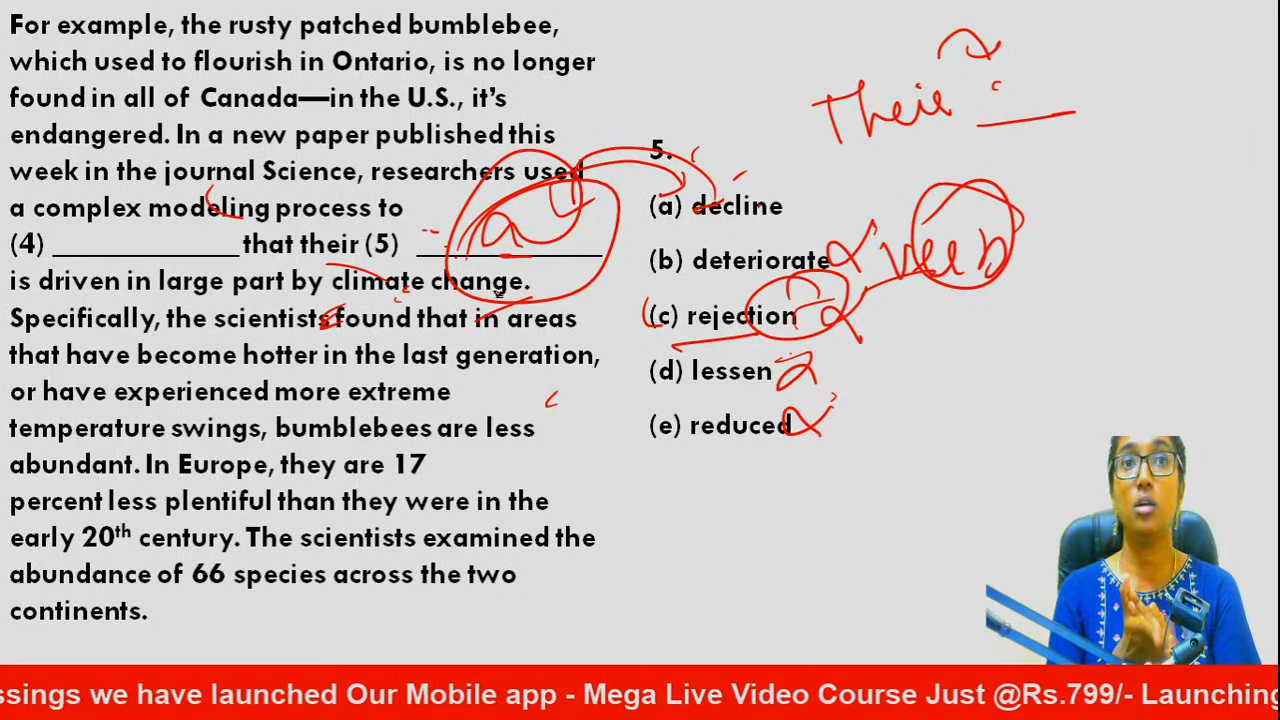 For example, the rusty patched bumblebee,
which used to flourish in Ontario, is no longer
found in all of Canada—in the U.S., it's
endangered. In a new paper published this
week in the journal Science, researchers used
a complex modeling process to
(4) ________________ that their (5) ________________
is driven in large part by climate change.
Specifically, the scientists found that in areas
that have become hotter in the last generation,
or have experienced more extreme
temperature swings, bumblebees are less
abundant. In Europe, they are 17
percent less plentiful than they were in the
early 20th century. The scientists examined the
abundance of 66 species across the two
continents.
Their
5.
(a) decline
(b) deteriorate
verb
(c) rejection
(d) lessen
(e) reduced
a
ssings we have launched Our Mobile app - Mega Live Video Course Just @Rs.799/- Launching